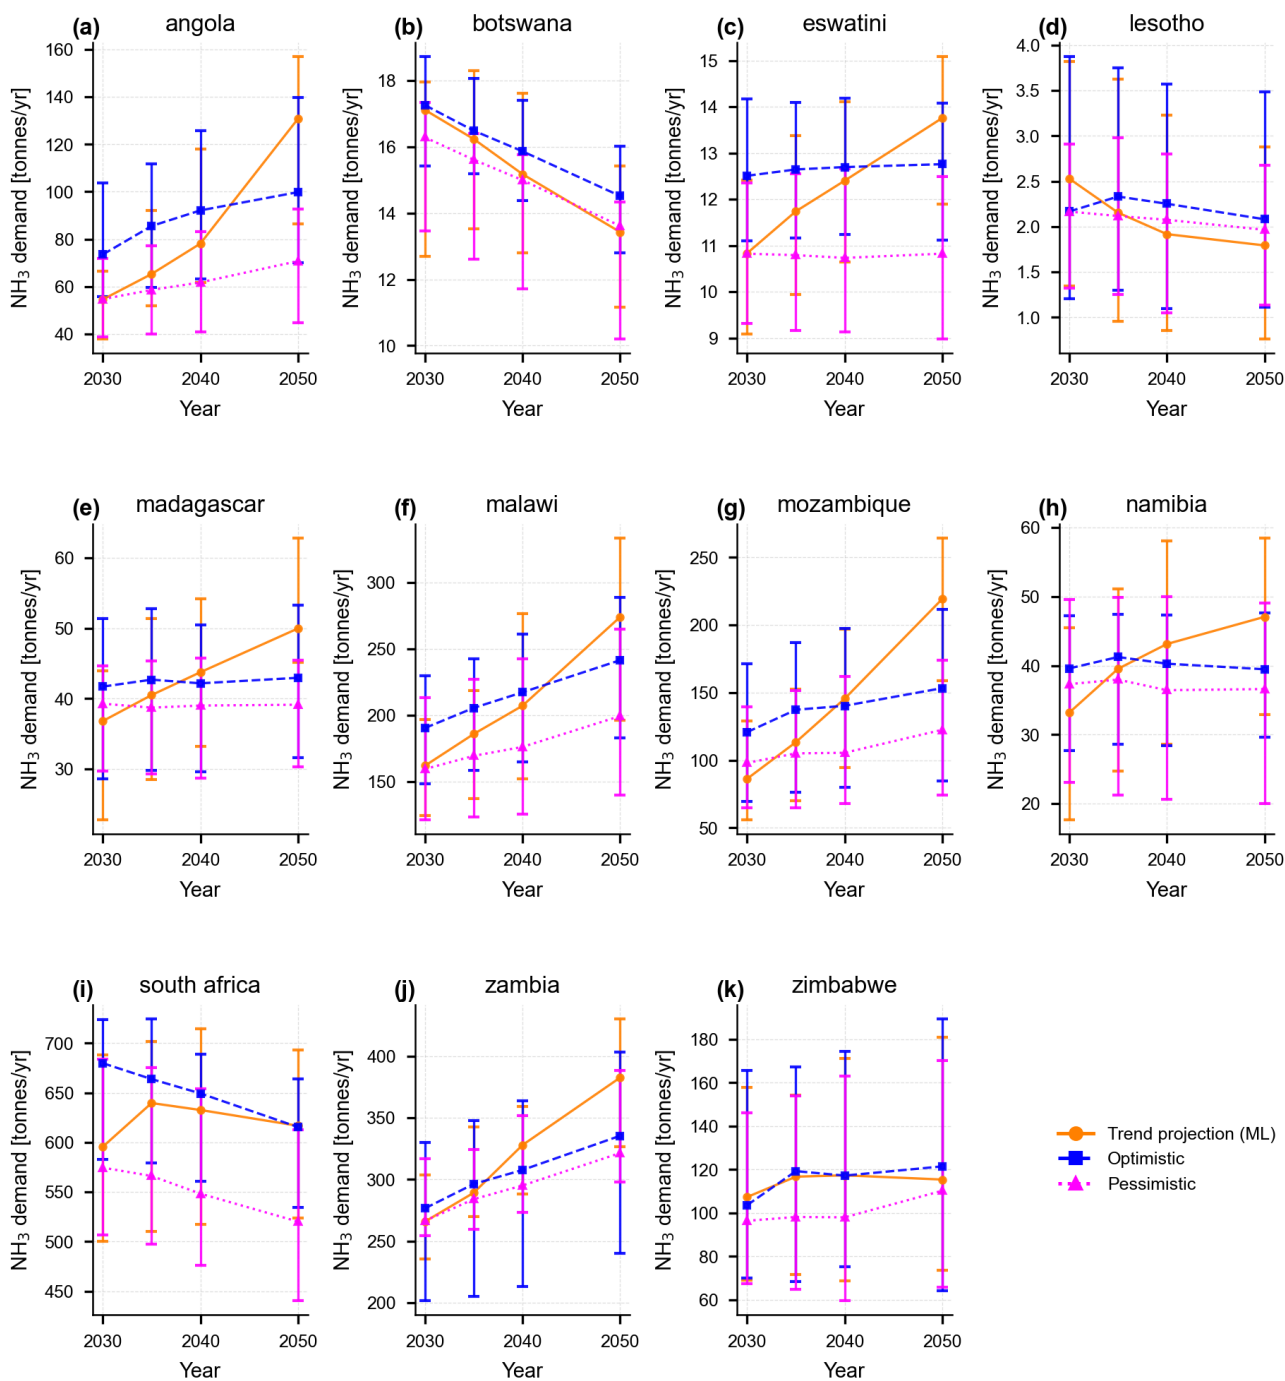 (a) angola
NH3 demand [tonnes/yr]
160
140
120
100
80
60
40
2030 2040 2050
Year
(b) botswana
NH3 demand [tonnes/yr]
18
16
14
12
10
2030 2040 2050
Year
(c) eswatini
NH3 demand [tonnes/yr]
15
14
13
12
11
10
9
2030 2040 2050
Year
(d) lesotho
NH3 demand [tonnes/yr]
4.0
3.5
3.0
2.5
2.0
1.5
1.0
2030 2040 2050
Year
(e) madagascar
NH3 demand [tonnes/yr]
60
50
40
30
2030 2040 2050
Year
(f) malawi
NH3 demand [tonnes/yr]
300
250
200
150
2030 2040 2050
Year
(g) mozambique
NH3 demand [tonnes/yr]
250
200
150
100
50
2030 2040 2050
Year
(h) namibia
NH3 demand [tonnes/yr]
60
50
40
30
20
2030 2040 2050
Year
(i) south africa
NH3 demand [tonnes/yr]
700
650
600
550
500
450
2030 2040 2050
Year
(j) zambia
NH3 demand [tonnes/yr]
400
350
300
250
200
2030 2040 2050
Year
(k) zimbabwe
NH3 demand [tonnes/yr]
180
160
140
120
100
80
60
2030 2040 2050
Year
Trend projection (ML)
Optimistic
Pessimistic